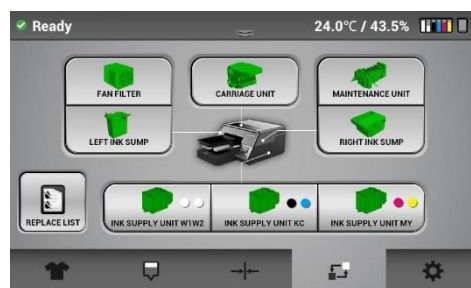 Ready
24.0°C / 43.5%
FAN FILTER
CARRIAGE UNIT
MAINTENANCE UNIT
LEFT INK SUMP
RIGHT INK SUMP
REPLACE LIST
INK SUPPLY UNIT W1W2
INK SUPPLY UNIT KC
INK SUPPLY UNIT MY